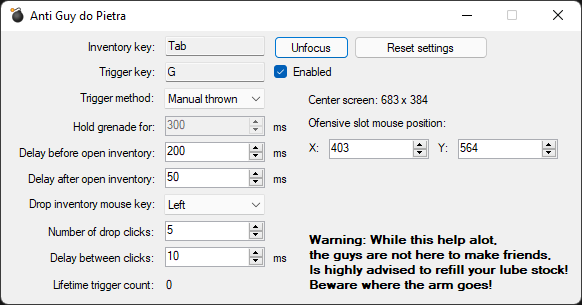 Anti Guy do Pietra
Inventory key: Tab Unfocus Reset settings
Trigger key: G Enabled
Trigger method: Manual thrown Center screen: 683 x 384
Hold grenade for: 300 ms Ofensive slot mouse position:
Delay before open inventory: 200 ms X: 403 Y: 564
Delay after open inventory: 50 ms
Drop inventory mouse key: Left
Number of drop clicks: 5
Delay between clicks: 10 ms
Lifetime trigger count: 0
Warning: While this help alot,
the guys are not here to make friends,
Is highly advised to refill your lube stock!
Beware where the arm goes!